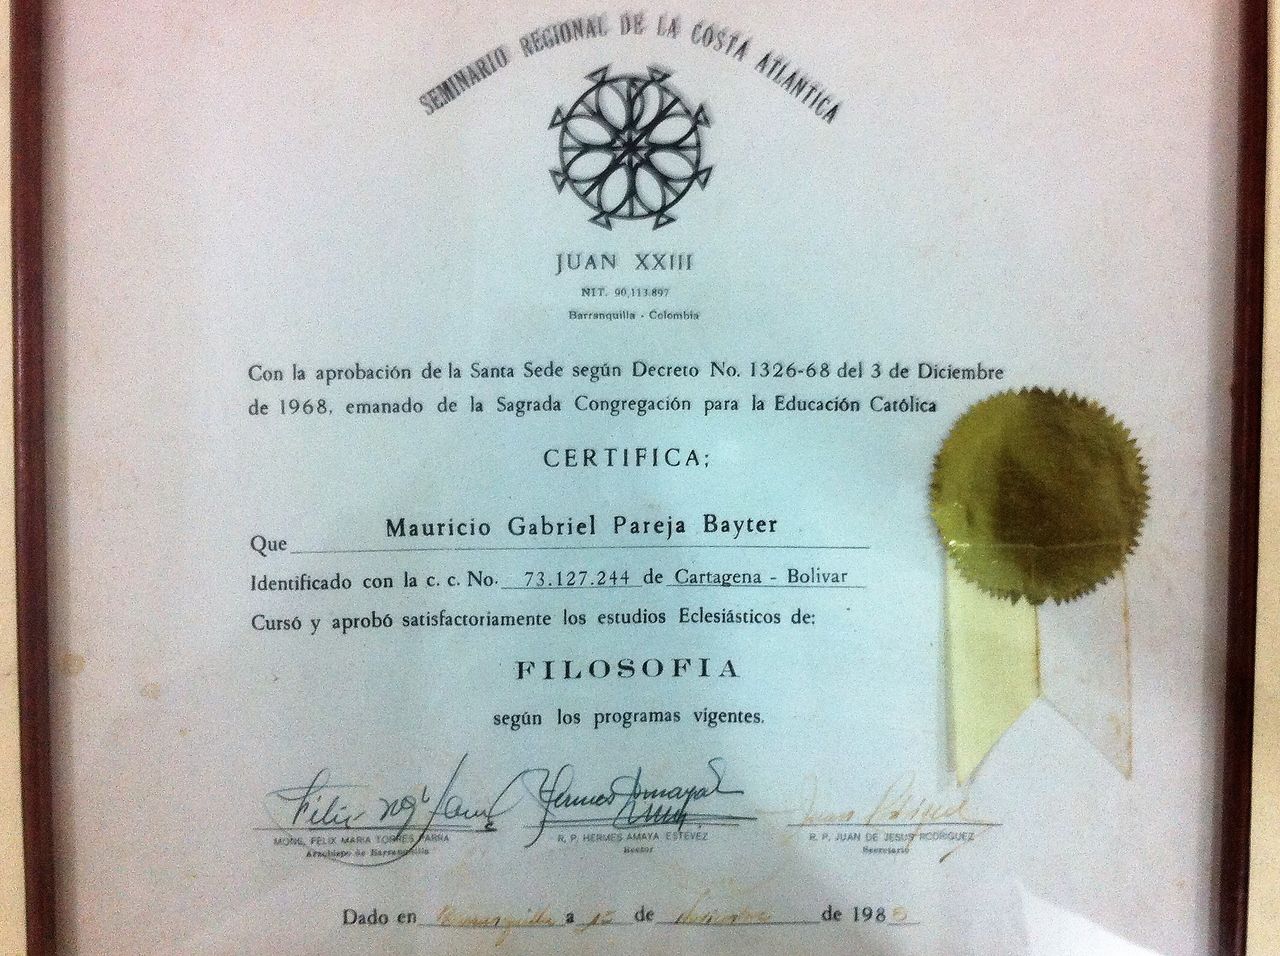 SEMINARIO REGIONAL DE LA COSTA ATLANTICA
JUAN XXIII
NIT. 90,113.897
Barranquilla - Colombia
Con la aprobación de la Santa Sede según Decreto No. 1326-68 del 3 de Diciembre
de 1968, emanado de la Sagrada Congregación para la Educación Católica
CERTIFICA;
Mauricio Gabriel Pareja Bayter
Que
Identificado con la c. c. No. 73.127.244 de Cartagena - Bolivar
Cursó y aprobó satisfactoriamente los estudios Eclesiásticos de:
FILOSOFIA
según los programas vigentes.
MONS, FELIX MARIA TORRES PARRA R. P. HERMES AMAYA ESTEVEZ R. P. JUAN DE JESUS RODRIGUEZ
Arzobispo de Barranquilla Rector Secretario
Dado en Barranquilla a de de 198